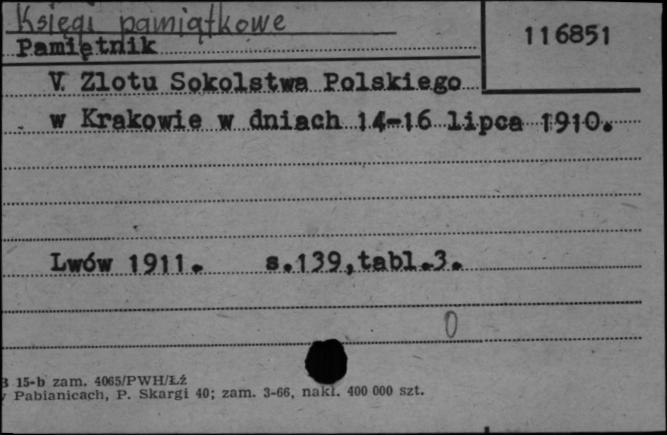 Księgi pamiątkowe
116851
Pamiętnik
V. Zlotu Sokolstwa Polskiego
w Krakowie w dniach 14-16 lipca 1910.
Lwów 1911. s.139,tabl.3.
0
15-b zam. 4065/PWH/Łź
Pabianicach, P. Skargi 40; zam. 3-66, nakł. 400 000 szt.